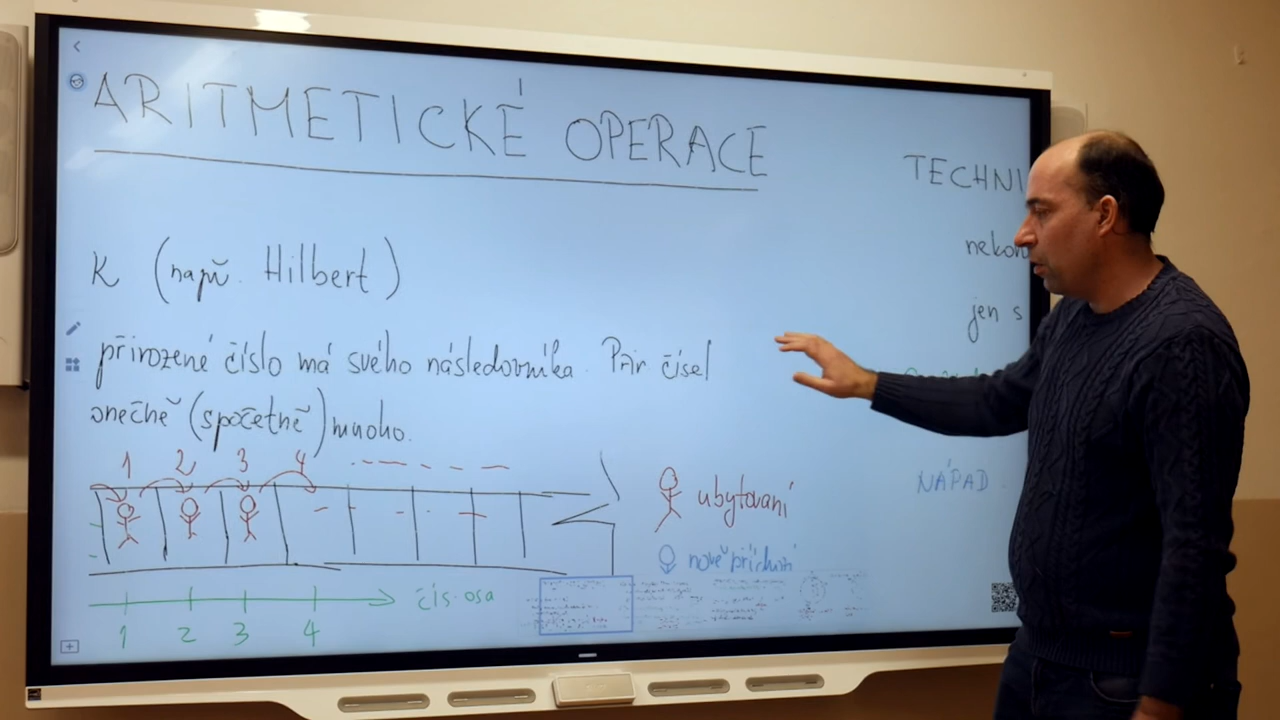 ARITMETICKÉ OPERACE
K (např. Hilbert)
přirozené číslo má svého následovníka. Přir čísel
onečně (spočetně) mnoho.
1 2 3 4
ubytovaní
nově příchozí
čís. osa
1 2 3 4
TECHNI
nekon
jen s
NÁPAD